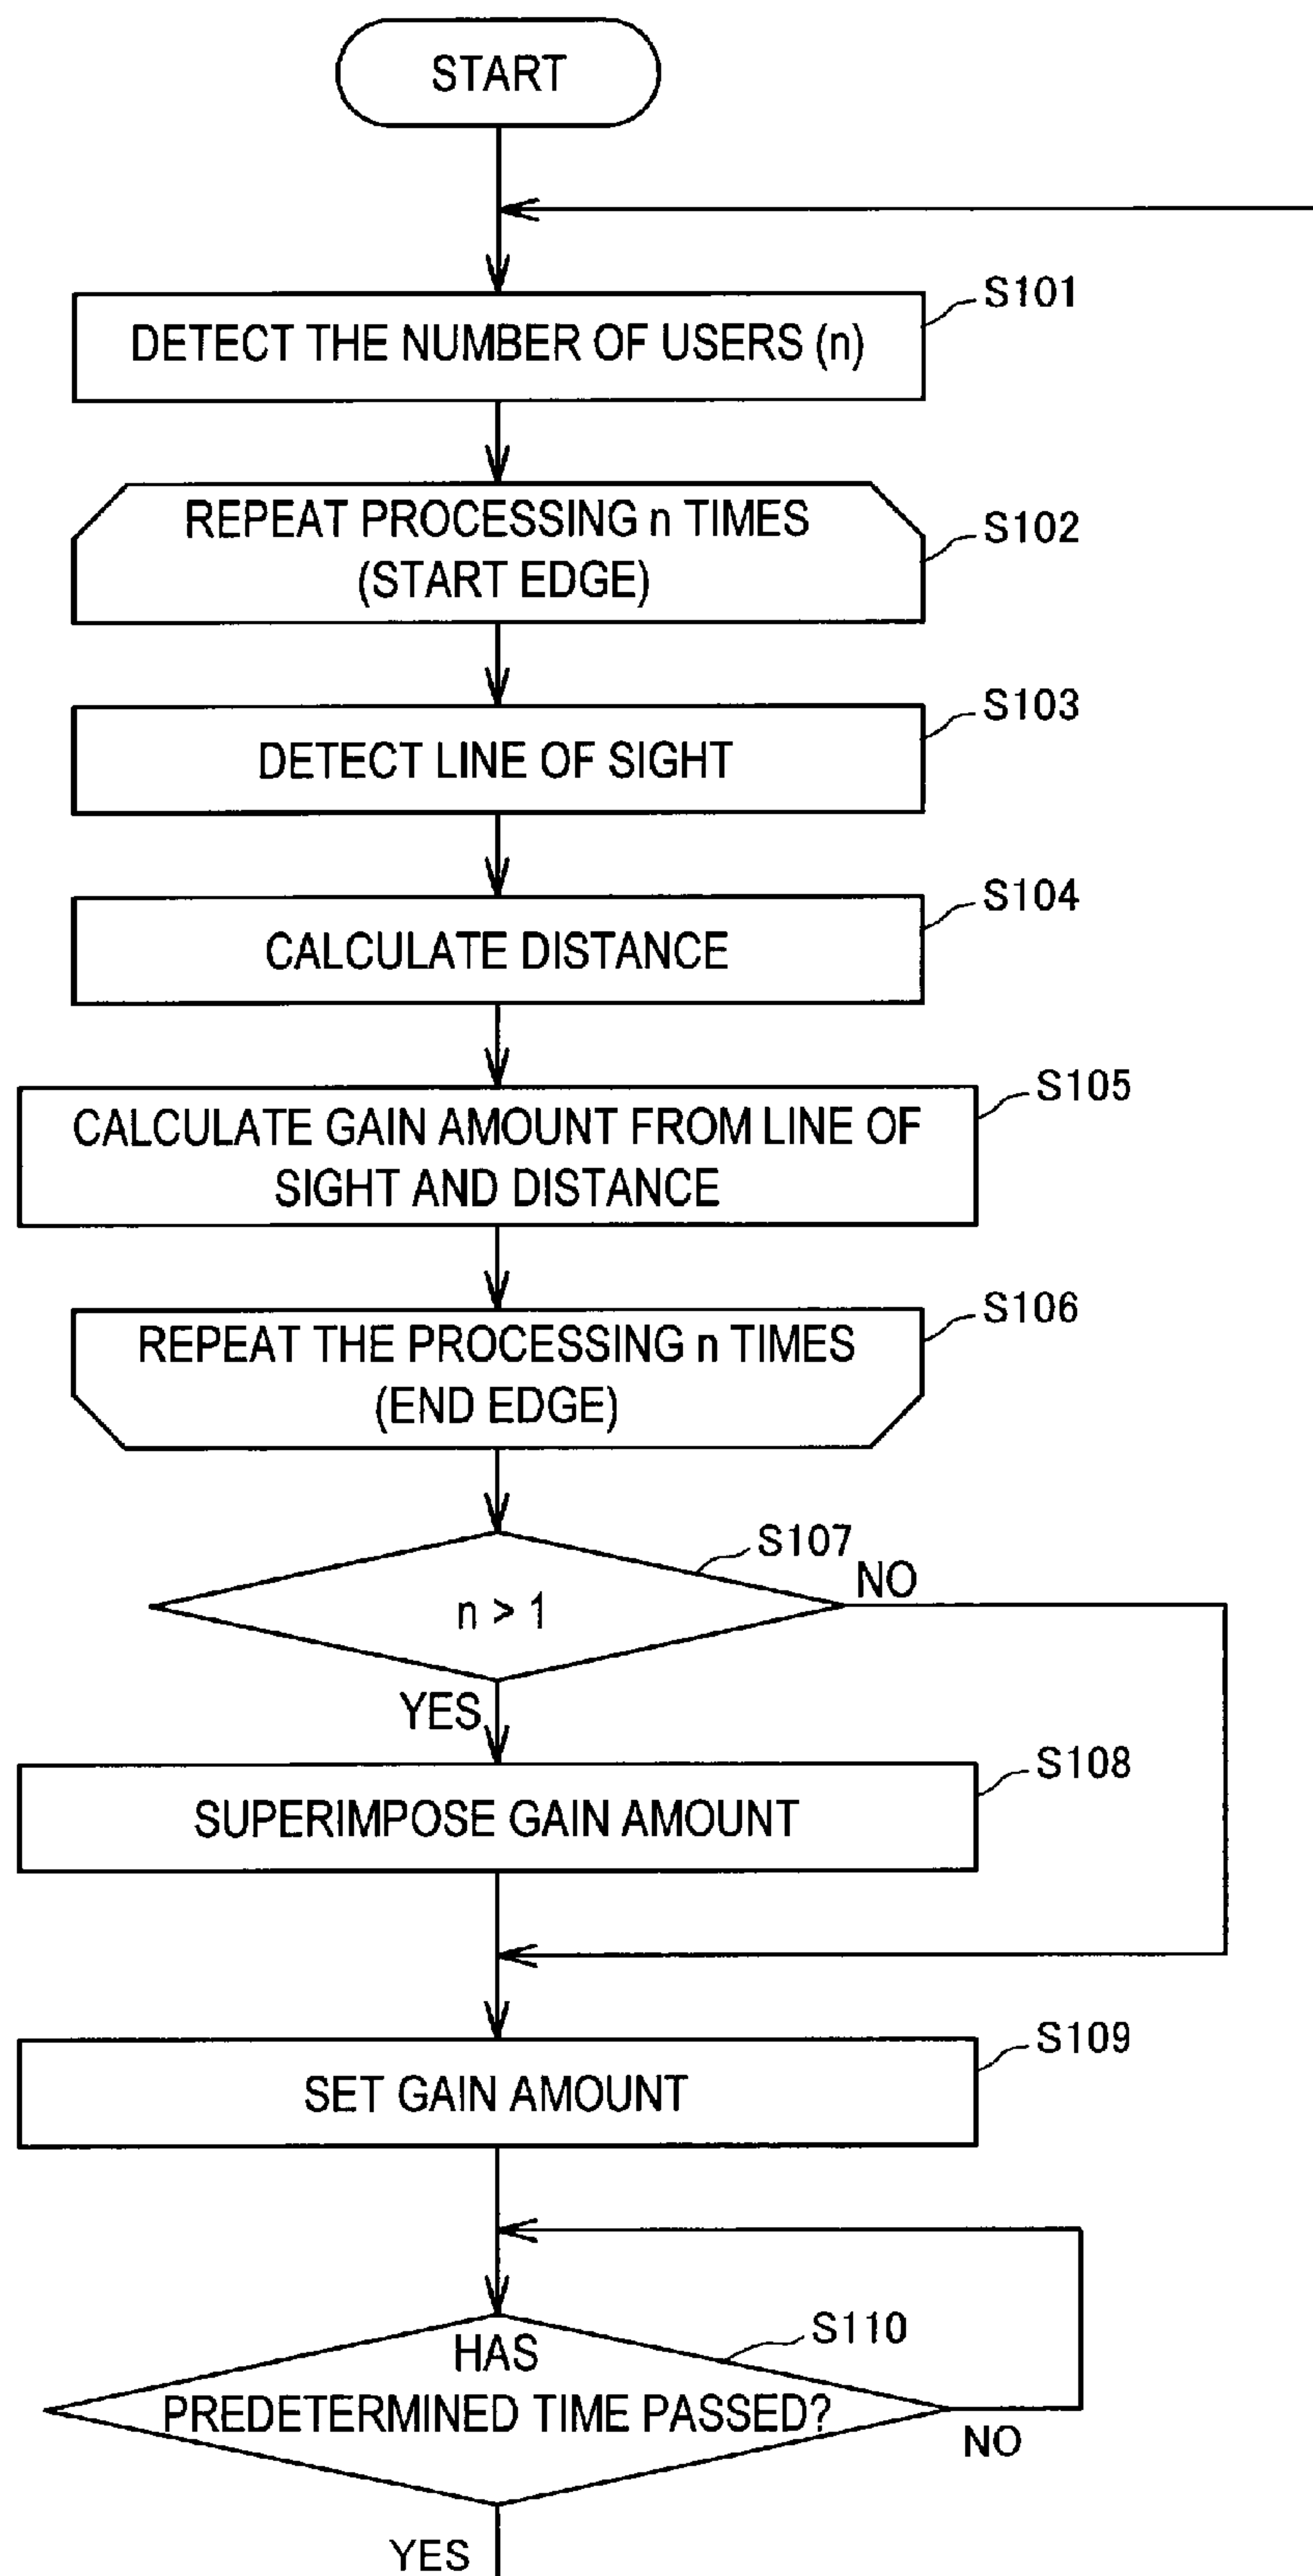 START
S101
DETECT THE NUMBER OF USERS (n)
S102
REPEAT PROCESSING n TIMES
(START EDGE)
S103
DETECT LINE OF SIGHT
S104
CALCULATE DISTANCE
S105
CALCULATE GAIN AMOUNT FROM LINE OF
SIGHT AND DISTANCE
S106
REPEAT THE PROCESSING n TIMES
(END EDGE)
S107
NO
n > 1
YES
S108
SUPERIMPOSE GAIN AMOUNT
S109
SET GAIN AMOUNT
S110
HAS
PREDETERMINED TIME PASSED?
NO
YES